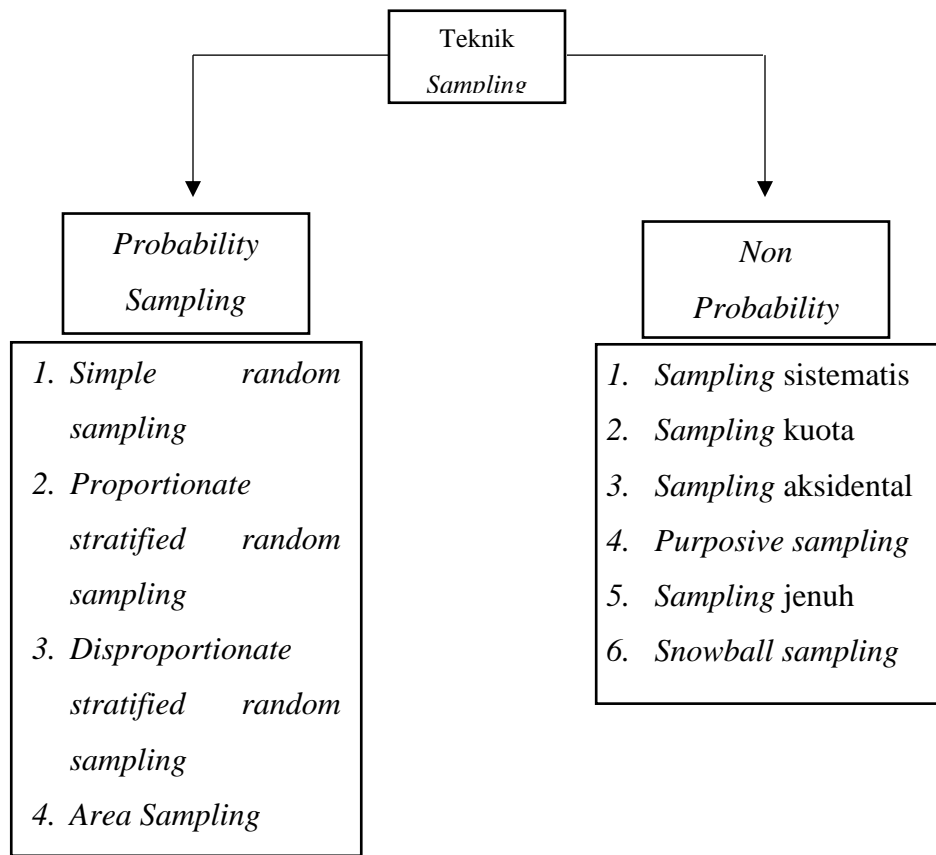 Teknik
Sampling
Probability
Sampling
1. Simple random
sampling
2. Proportionate
stratified random
sampling
3. Disproportionate
stratified random
sampling
4. Area Sampling
Non
Probability
1. Sampling sistematis
2. Sampling kuota
3. Sampling aksidental
4. Purposive sampling
5. Sampling jenuh
6. Snowball sampling